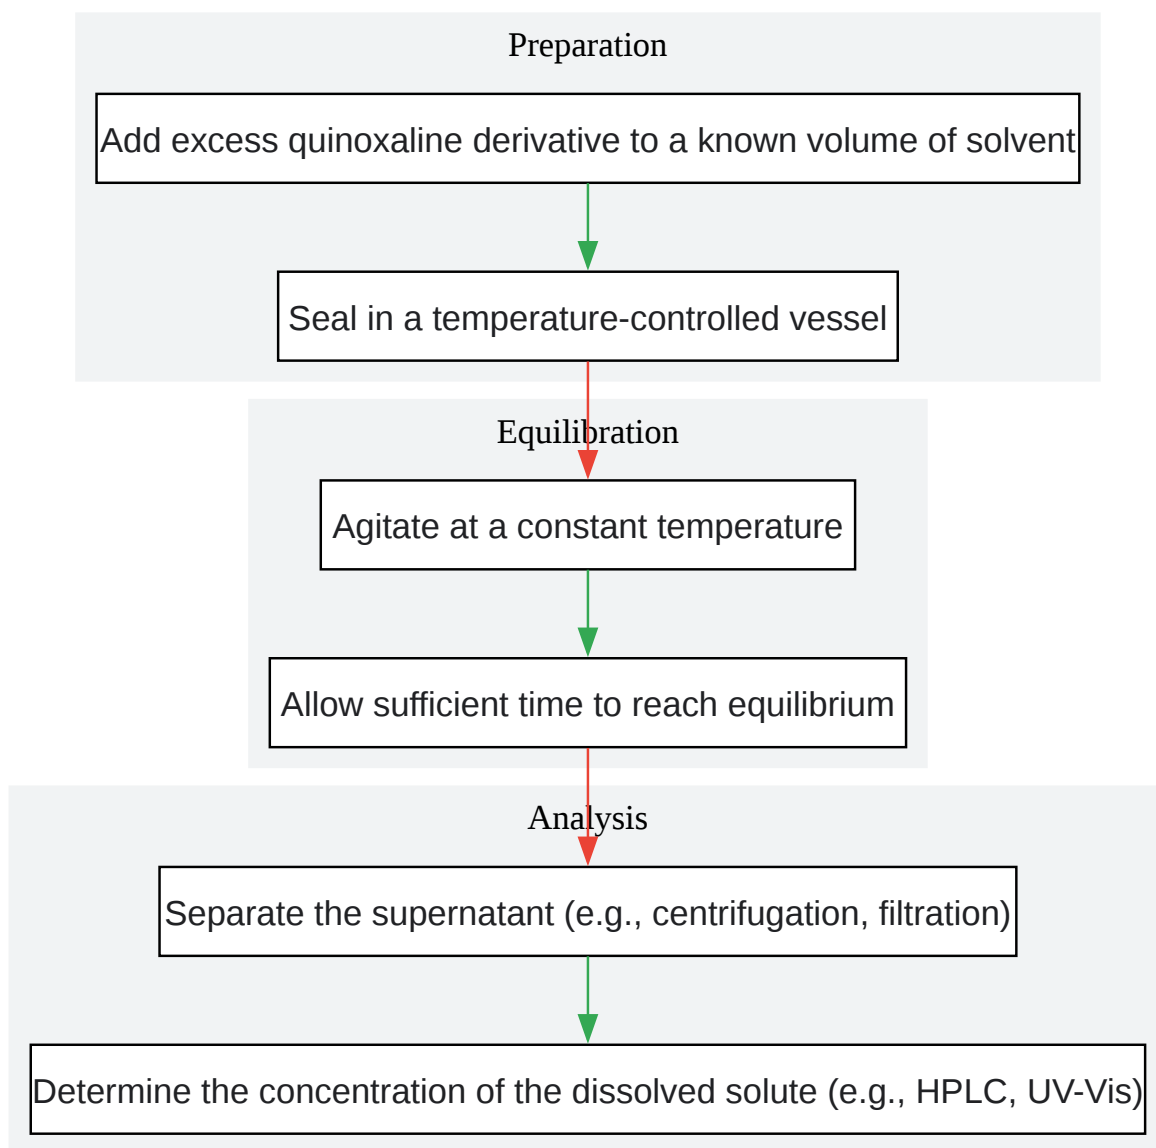 Preparation
Add excess quinoxaline derivative to a known volume of solvent
Seal in a temperature-controlled vessel
Equilibration
Agitate at a constant temperature
Allow sufficient time to reach equilibrium
Analysis
Separate the supernatant (e.g., centrifugation, filtration)
Determine the concentration of the dissolved solute (e.g., HPLC, UV-Vis)